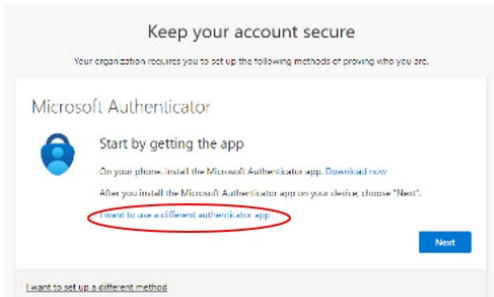 Keep your account secure
Your organization requires you to set up the following methods of proving who you are.
Microsoft Authenticator
Start by getting the app
On your phone, install the Microsoft Authenticator app. Download now
After you install the Microsoft Authenticator app on your device, choose "Next".
I want to use a different authenticator app
Next
I want to set up a different method